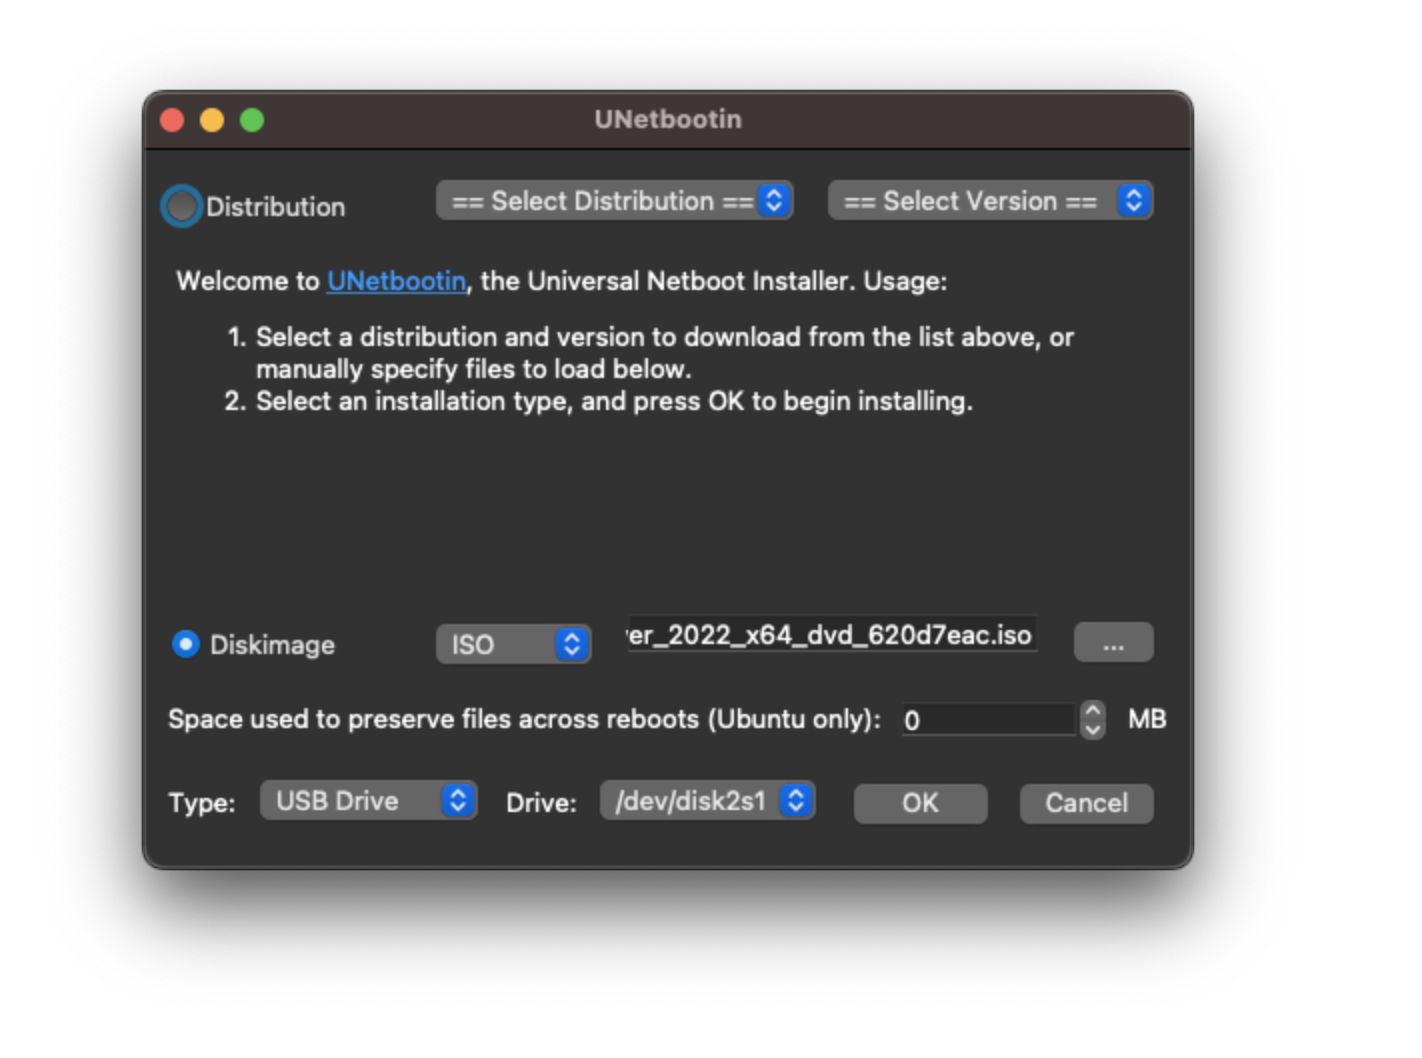 UNetbootin
Distribution == Select Distribution == == Select Version ==
Welcome to UNetbootin, the Universal Netboot Installer. Usage:
1. Select a distribution and version to download from the list above, or
manually specify files to load below.
2. Select an installation type, and press OK to begin installing.
Diskimage ISO er_2022_x64_dvd_620d7eac.iso ...
Space used to preserve files across reboots (Ubuntu only): 0 MB
Type: USB Drive Drive: /dev/disk2s1 OK Cancel